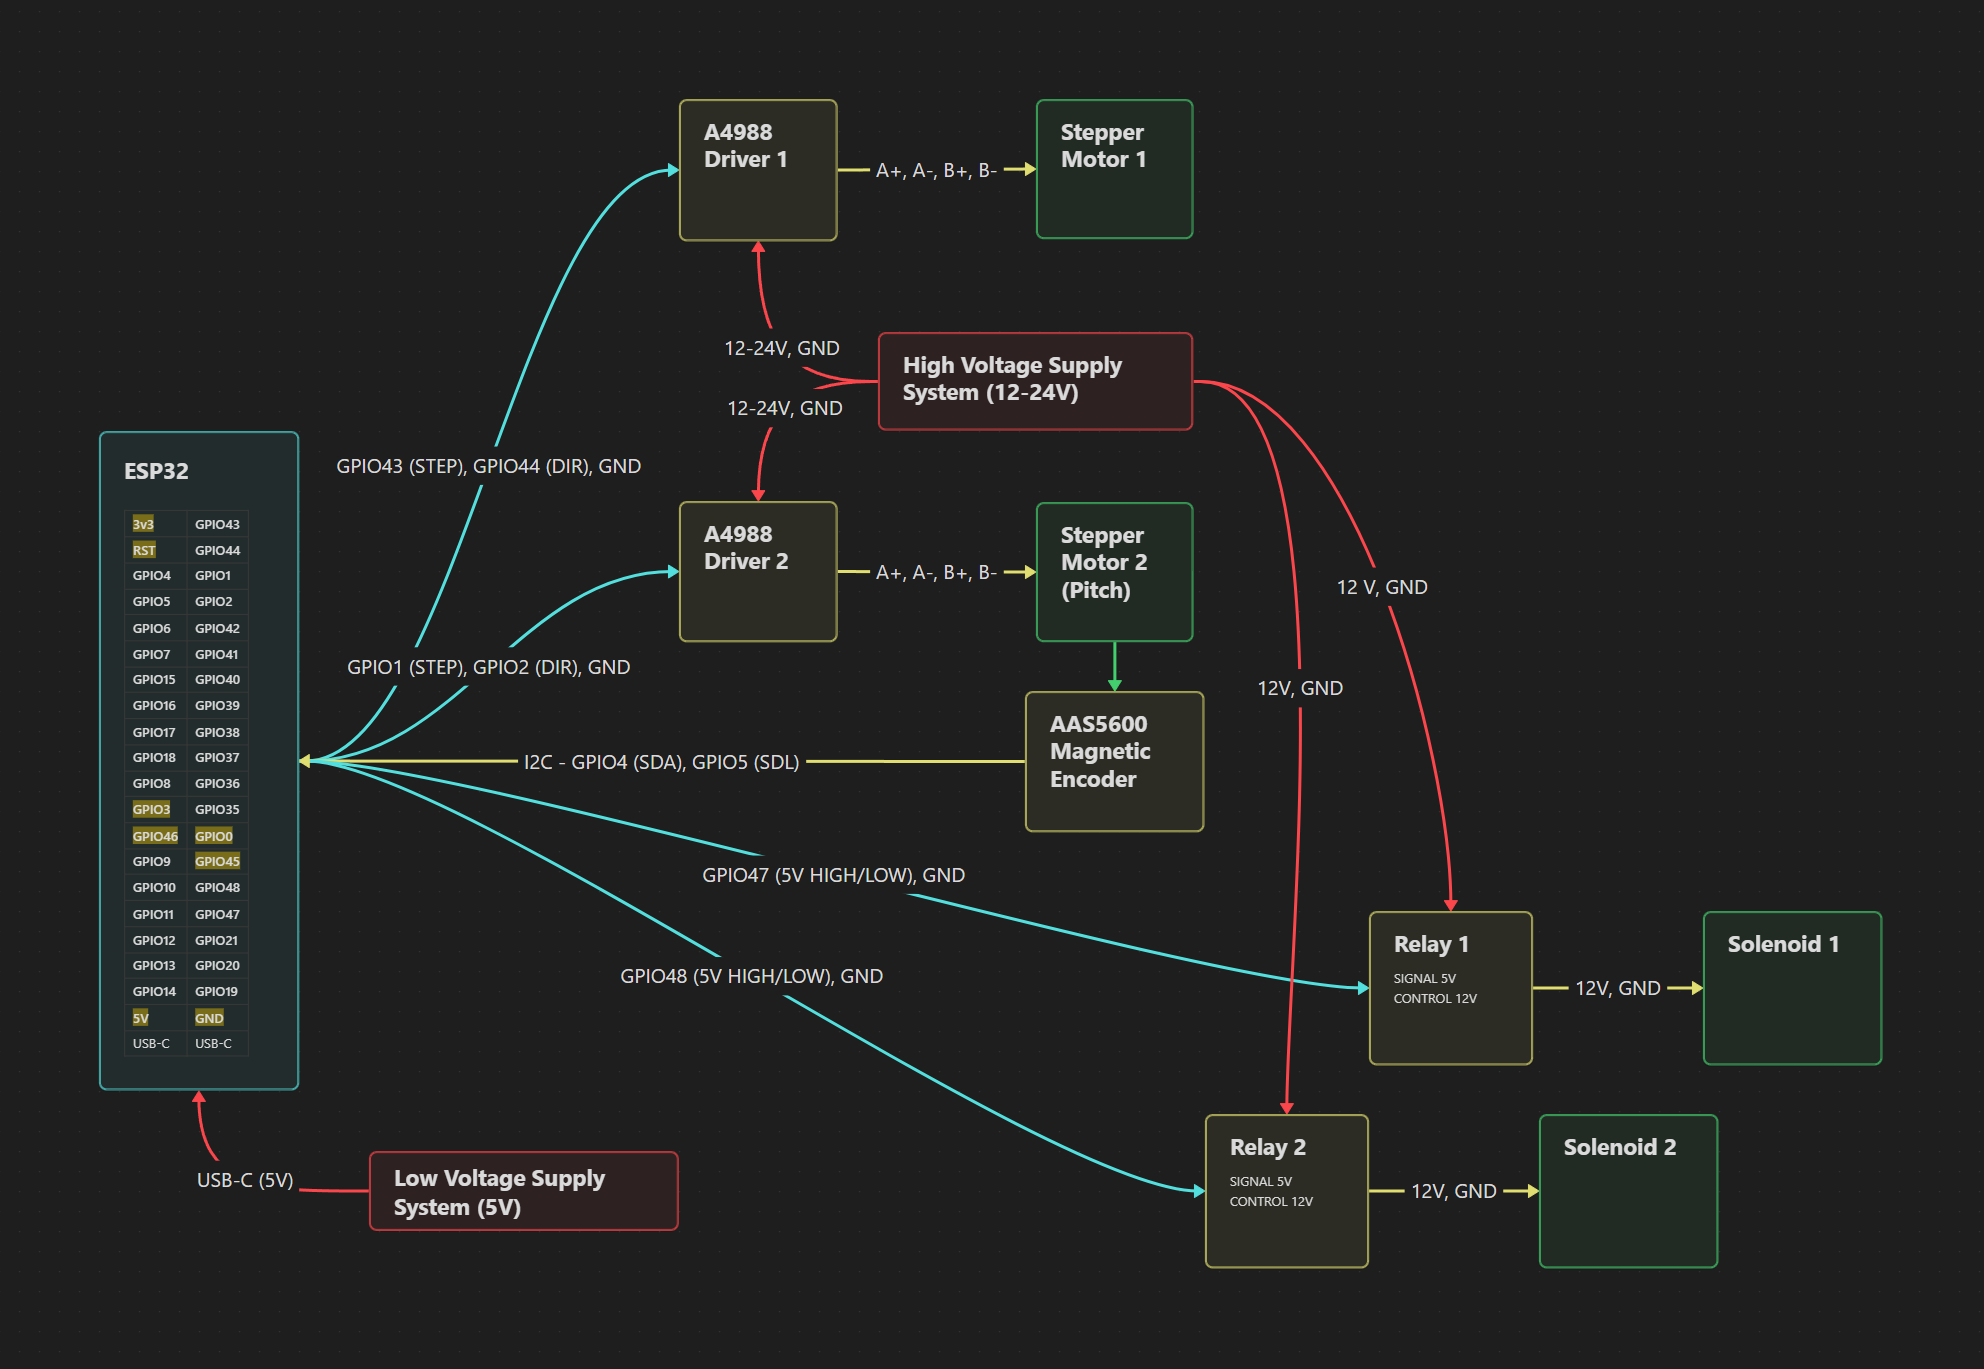 A4988
Driver 1
A+, A-, B+, B-
Stepper
Motor 1
12-24V, GND
High Voltage Supply
System (12-24V)
12-24V, GND
ESP32
3v3 GPIO43
RST GPIO44
GPIO4 GPIO1
GPIO5 GPIO2
GPIO6 GPIO42
GPIO7 GPIO41
GPIO15 GPIO40
GPIO16 GPIO39
GPIO17 GPIO38
GPIO18 GPIO37
GPIO8 GPIO36
GPIO3 GPIO35
GPIO46 GPIO0
GPIO9 GPIO45
GPIO10 GPIO48
GPIO11 GPIO47
GPIO12 GPIO21
GPIO13 GPIO20
GPIO14 GPIO19
5V GND
USB-C USB-C
GPIO43 (STEP), GPIO44 (DIR), GND
A4988
Driver 2
A+, A-, B+, B-
Stepper
Motor 2
(Pitch)
12 V, GND
GPIO1 (STEP), GPIO2 (DIR), GND
12V, GND
AAS5600
Magnetic
Encoder
I2C - GPIO4 (SDA), GPIO5 (SDL)
GPIO47 (5V HIGH/LOW), GND
GPIO48 (5V HIGH/LOW), GND
Relay 1
SIGNAL 5V
CONTROL 12V
12V, GND
Solenoid 1
Relay 2
SIGNAL 5V
CONTROL 12V
12V, GND
Solenoid 2
USB-C (5V)
Low Voltage Supply
System (5V)